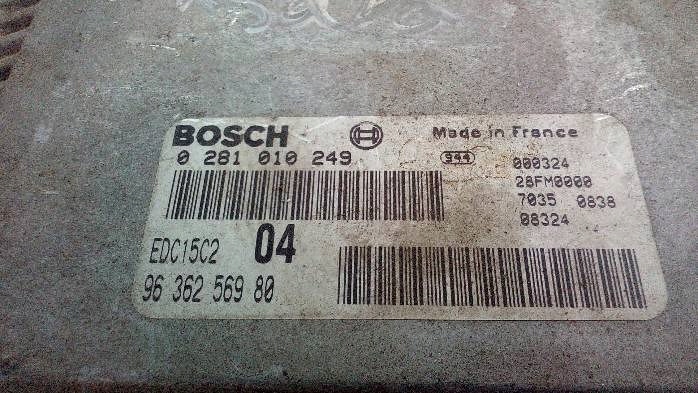 BOSCH
Made in France
0 281 010 249
944
000324
28FM0000
7035 0838
08324
EDC15C2 04
96 362 569 80